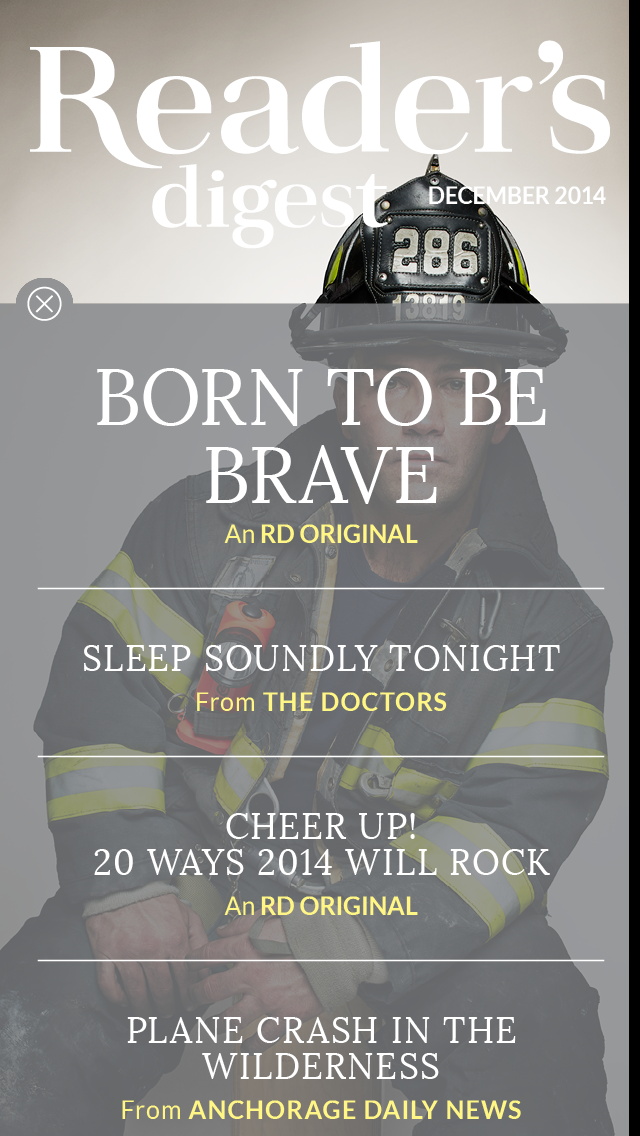 Reader's
digest
DECEMBER 2014
286
13819
BORN TO BE
BRAVE
An RD ORIGINAL
SLEEP SOUNDLY TONIGHT
From THE DOCTORS
CHEER UP!
20 WAYS 2014 WILL ROCK
An RD ORIGINAL
PLANE CRASH IN THE
WILDERNESS
From ANCHORAGE DAILY NEWS